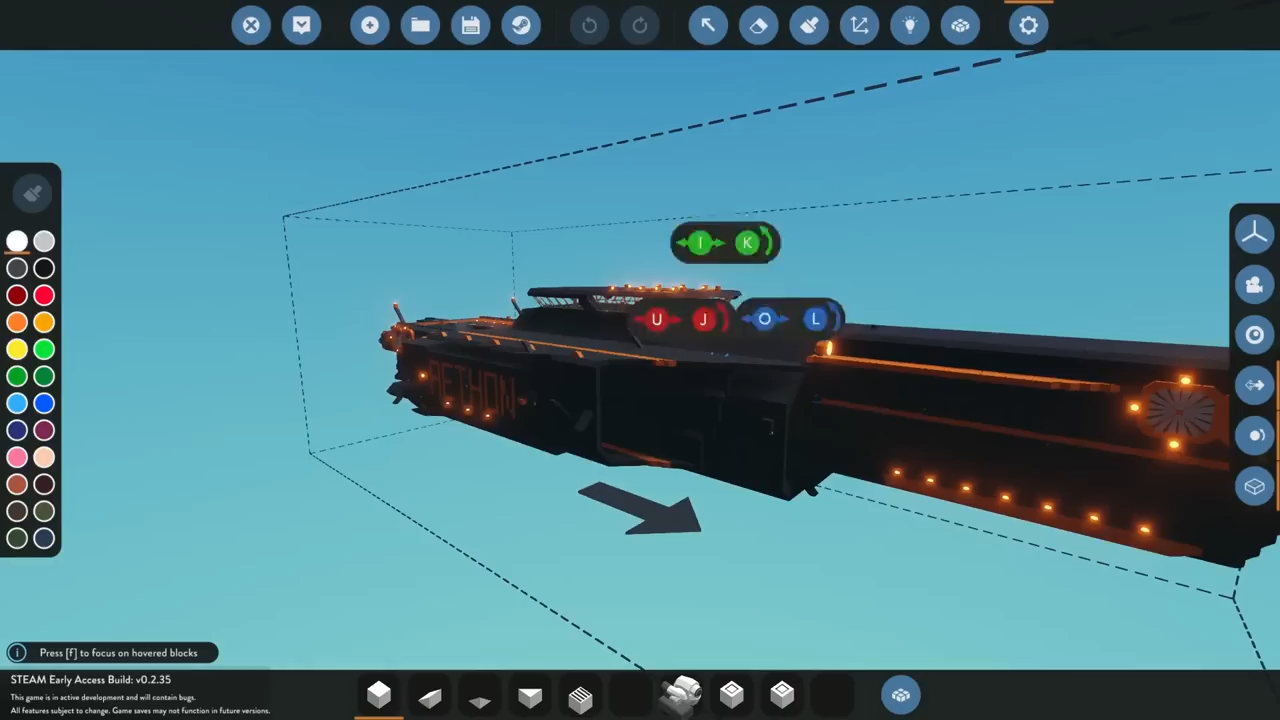 I K
U J O L
AETHON-
Press [f] to focus on hovered blocks
STEAM Early Access Build: v0.2.35
This game is in active development and will contain bugs.
All features subject to change. Game saves may not function in future versions.